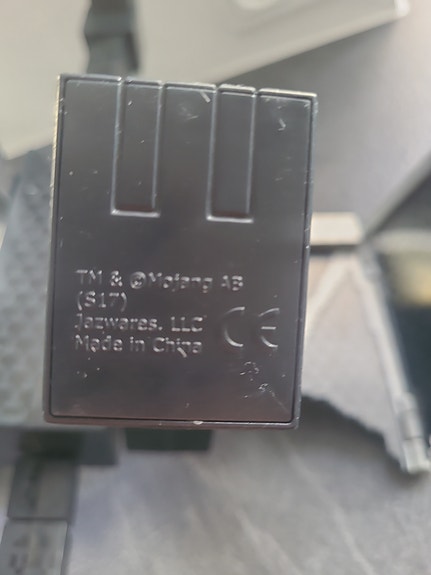 TM & ©Mojang AB
(S17)
Jazwares, LLC CE
Made in China